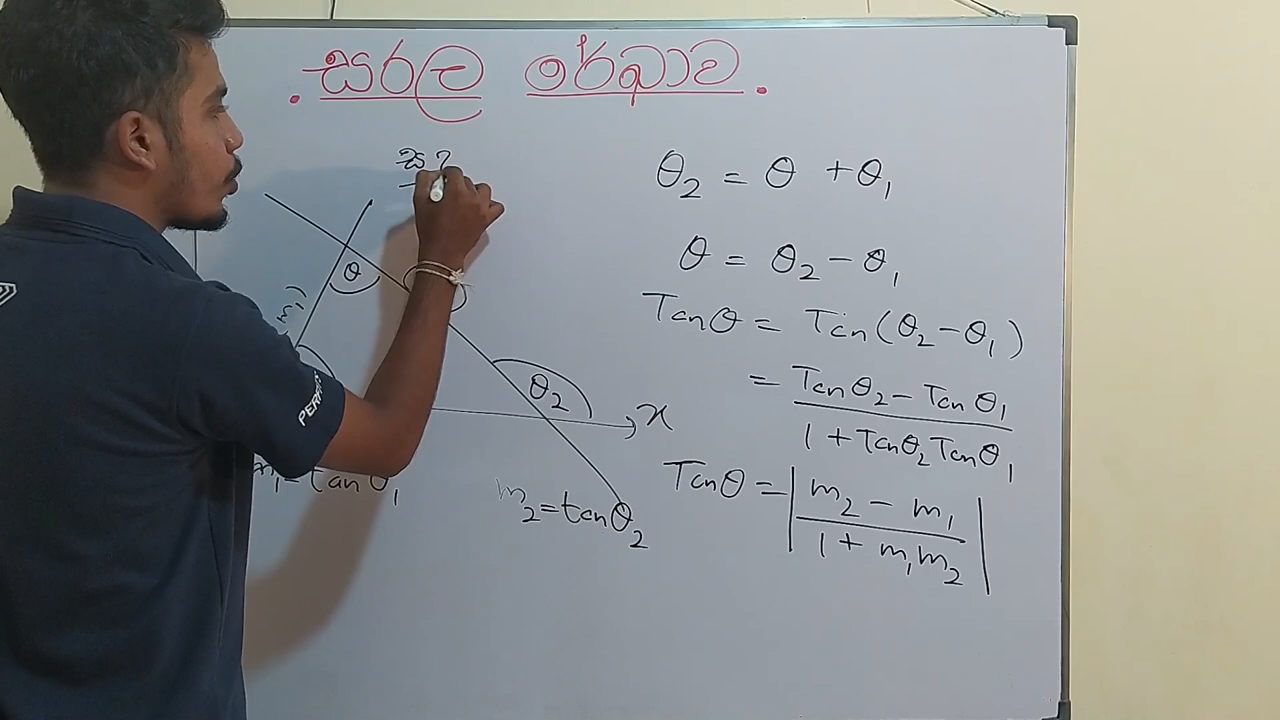 . සරල රේඛාව .
θ₂ = θ + θ₁
θ = θ₂ − θ₁
Tanθ = Tan(θ₂ − θ₁)
= Tanθ₂ − Tanθ₁ / 1 + Tanθ₂Tanθ₁
Tanθ = | m₂ − m₁ / 1 + m₁m₂ |
θ
m₁)
θ₂
x
= tanθ₁
m₂ = tanθ₂